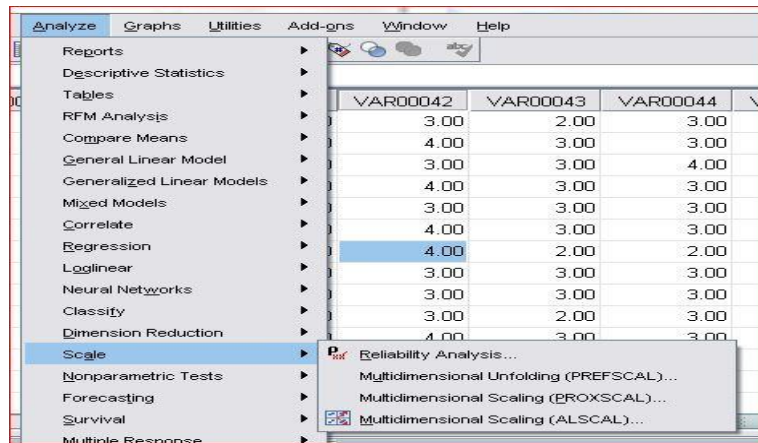 Analyze Graphs Utilities Add-ons Window Help
Reports
Descriptive Statistics
Tables
RFM Analysis
Compare Means
General Linear Model
Generalized Linear Models
Mixed Models
Correlate
Regression
Loglinear
Neural Networks
Classify
Dimension Reduction
Scale
Nonparametric Tests
Forecasting
Survival
Multiple Response
VAR00042 VAR00043 VAR00044
3.00 2.00 3.00
4.00 3.00 3.00
3.00 3.00 4.00
4.00 3.00 3.00
3.00 3.00 3.00
4.00 3.00 3.00
4.00 2.00 2.00
3.00 3.00 3.00
3.00 3.00 3.00
3.00 2.00 3.00
4.00 3.00 3.00
Reliability Analysis...
Multidimensional Unfolding (PREFSCAL)...
Multidimensional Scaling (PROXSCAL)...
Multidimensional Scaling (ALSCAL)...